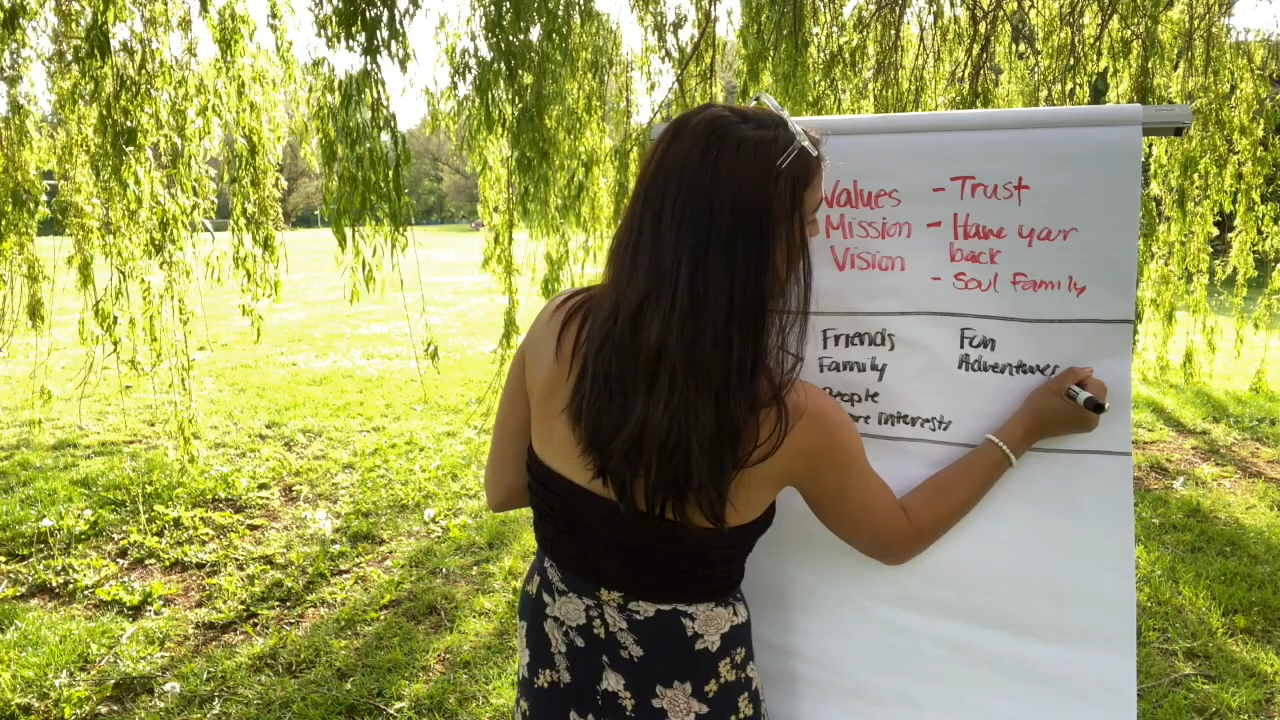 Values - Trust
Mission - Have your
Vision back
- Soul Family
Friends Fun
Family Adventures
People
Interests